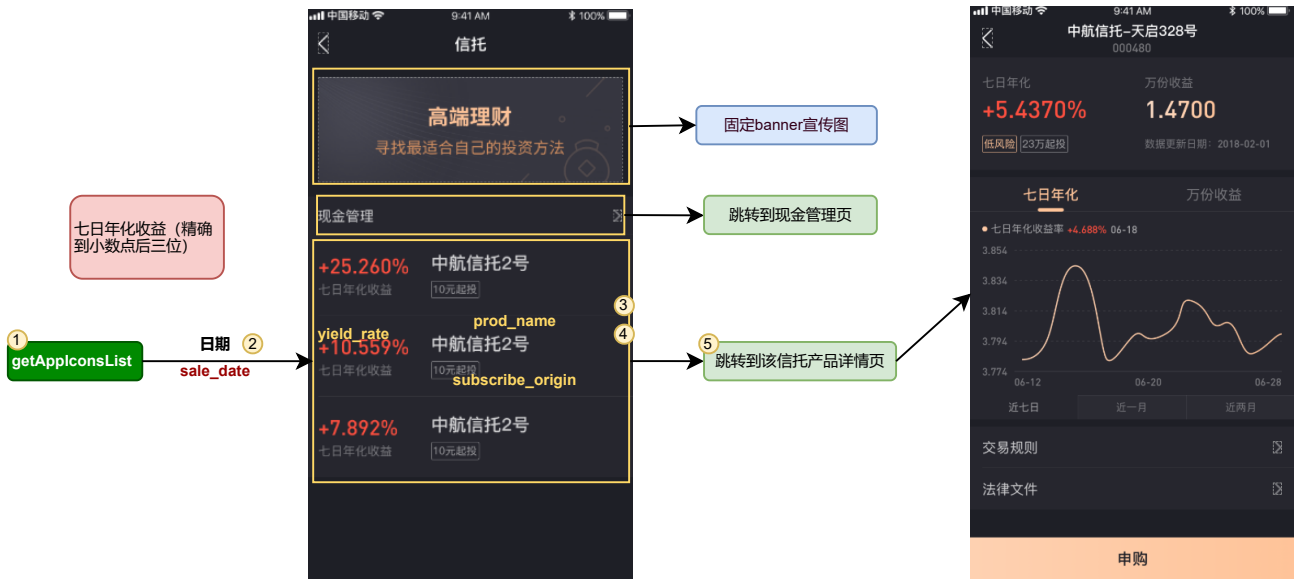 七日年化收益（精确
到小数点后三位）
1
getAppIconsList
日期
2
sale_date
中国移动
9:41 AM
100%
信托
高端理财
寻找最适合自己的投资方法
现金管理
+25.260%
中航信托2号
七日年化收益
10元起投
3
prod_name
yield_rate
4
+10.559%
中航信托2号
七日年化收益
10元起投
subscribe_origin
+7.892%
中航信托2号
七日年化收益
10元起投
固定banner宣传图
跳转到现金管理页
5
跳转到该信托产品详情页
中国移动
9:41 AM
100%
中航信托-天启328号
000480
七日年化
万份收益
+5.4370%
1.4700
低风险
23万起投
数据更新日期：2018-02-01
七日年化
万份收益
七日年化收益率 +4.688% 06-18
3.854
3.834
3.814
3.794
3.774
06-12
06-20
06-28
近七日
近一月
近两月
交易规则
法律文件
申购